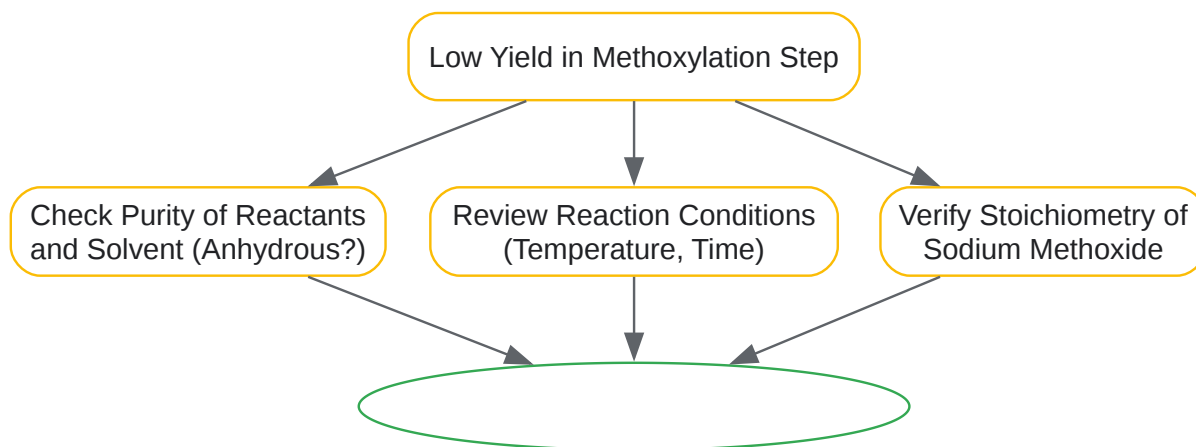 Low Yield in Methoxylation Step
Check Purity of Reactants
and Solvent (Anhydrous?)
Review Reaction Conditions
(Temperature, Time)
Verify Stoichiometry of
Sodium Methoxide